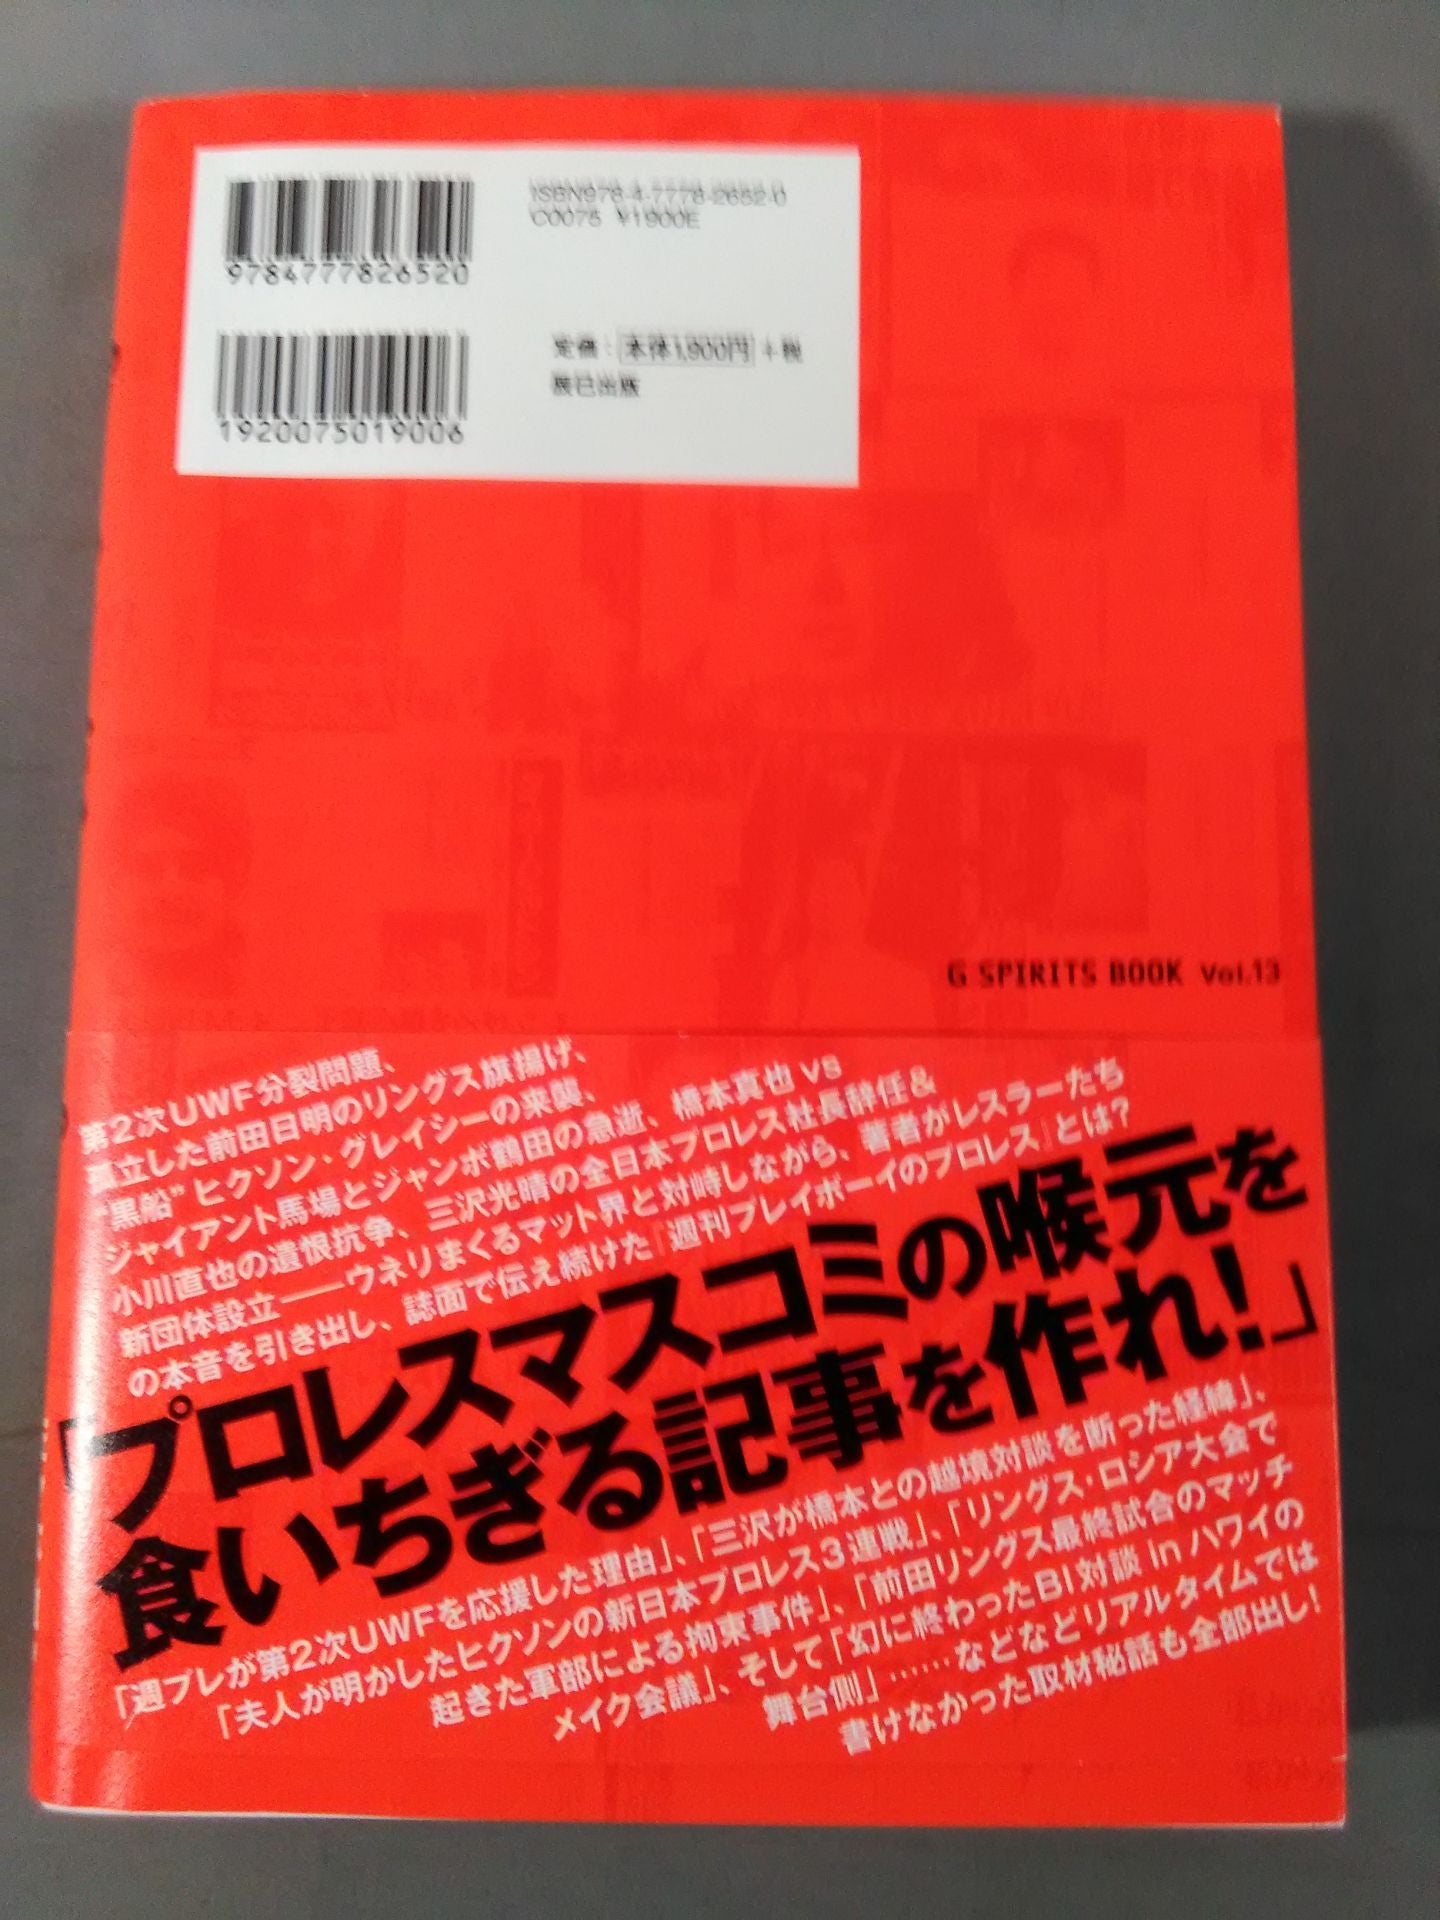 ISBN978-4-7778-2652-0
C0075 ¥1900E
9784777826520
定価：本体1,900円＋税
辰巳出版
1920075019006
G SPIRITS BOOK Vol.13
第2次UWF分裂問題、
孤立した前田日明のリングス旗揚げ、
“黒船”ヒクソン・グレイシーの来襲、
ジャイアント馬場とジャンボ鶴田の急逝、橋本真也vs
小川直也の遺恨抗争、三沢光晴の全日本プロレス社長辞任&
新団体設立――ウネリまくるマット界と対峙しながら、著者がレスラーたち
の本音を引き出し、誌面で伝え続けた『週刊プレイボーイのプロレス』とは?
「プロレスマスコミの喉元を
食いちぎる記事を作れ!」
「週プレが第2次UWFを応援した理由」、「三沢が橋本との越境対談を断った経緯」、
「夫人が明かしたヒクソンの新日本プロレス3連戦」、「リングス・ロシア大会で
起きた軍部による拘束事件」、「前田リングス最終試合のマッチ
メイク会議」、そして「幻に終わったBI対談 in ハワイの
舞台側」……などなどリアルタイムでは
書けなかった取材秘話も全部出し!